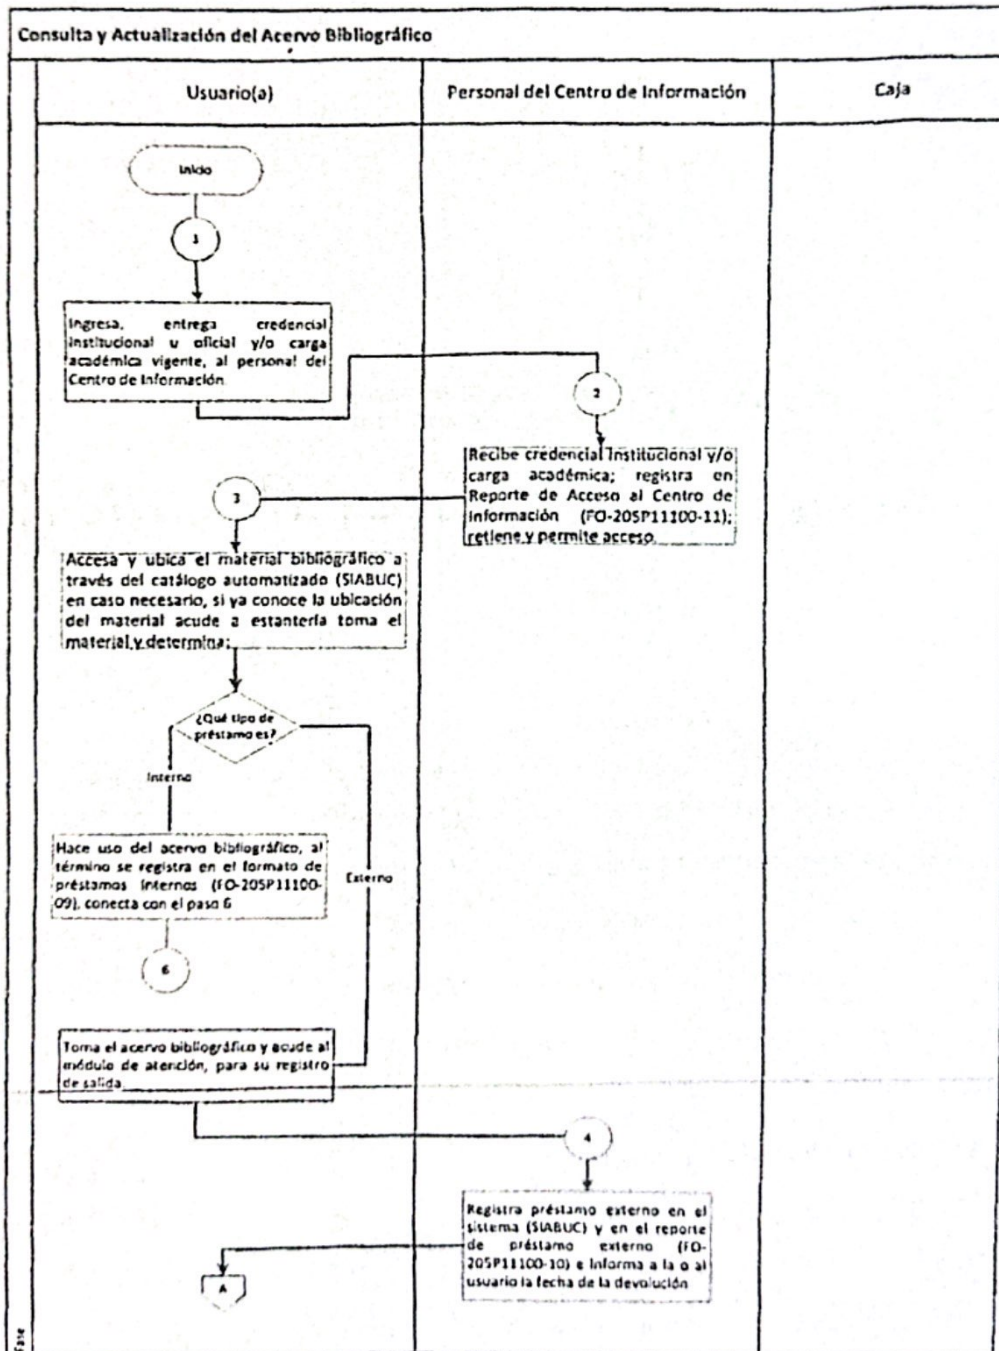 Consulta y Actualización del Acervo Bibliográfico
Usuario(a)
Personal del Centro de Información
Caja
Inicio
1
Ingresa, entrega credencial
Institucional u oficial y/o carga
académica vigente, al personal del
Centro de Información
2
Recibe credencial Institucional y/o
carga académica; registra en
Reporte de Acceso al Centro de
Información (FO-205P11100-11);
retiene y permite acceso.
3
Accesa y ubica el material bibliográfico a
través del catálogo automatizado (SIABUC)
en caso necesario, si ya conoce la ubicación
del material acude a estantería toma el
material y determina:
¿Qué tipo de
préstamo es?
Interno
Externo
Hace uso del acervo bibliográfico, al
término se registra en el formato de
préstamos internos (FO-205P11100-
09), conecta con el paso 6
6
Toma el acervo bibliográfico y acude al
módulo de atención, para su registro
de salida
4
Registra préstamo externo en el
sistema (SIABUC) y en el reporte
de préstamo externo (FO-
205P11100-10) e informa a la o al
usuario la fecha de la devolución
A
Fase